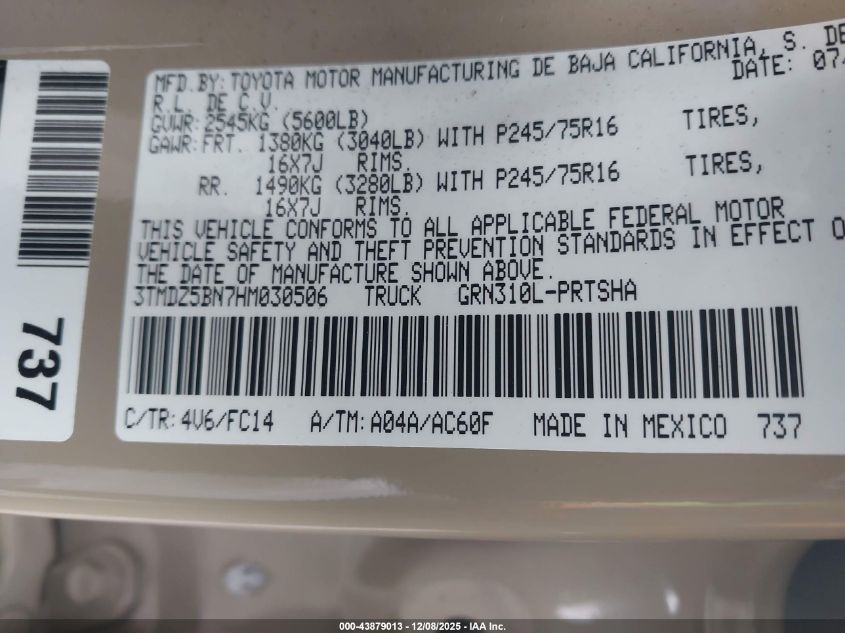 MFD.BY: TOYOTA MOTOR MANUFACTURING DE BAJA CALIFORNIA, S. DE
R.L. DE C.V. DATE: 07
GVWR: 2545KG (5600LB)
GAWR: FRT. 1380KG (3040LB) WITH P245/75R16 TIRES,
16X7J RIMS.
RR. 1490KG (3280LB) WITH P245/75R16 TIRES,
16X7J RIMS.
THIS VEHICLE CONFORMS TO ALL APPLICABLE FEDERAL MOTOR
VEHICLE SAFETY AND THEFT PREVENTION STANDARDS IN EFFECT O
THE DATE OF MANUFACTURE SHOWN ABOVE.
3TMDZ5BN7HM030506 TRUCK GRN310L-PRTSHA
C/TR: 4V6/FC14 A/TM: A04A/AC60F MADE IN MEXICO 737
737
000-43879013 - 12/08/2025 - IAA Inc.